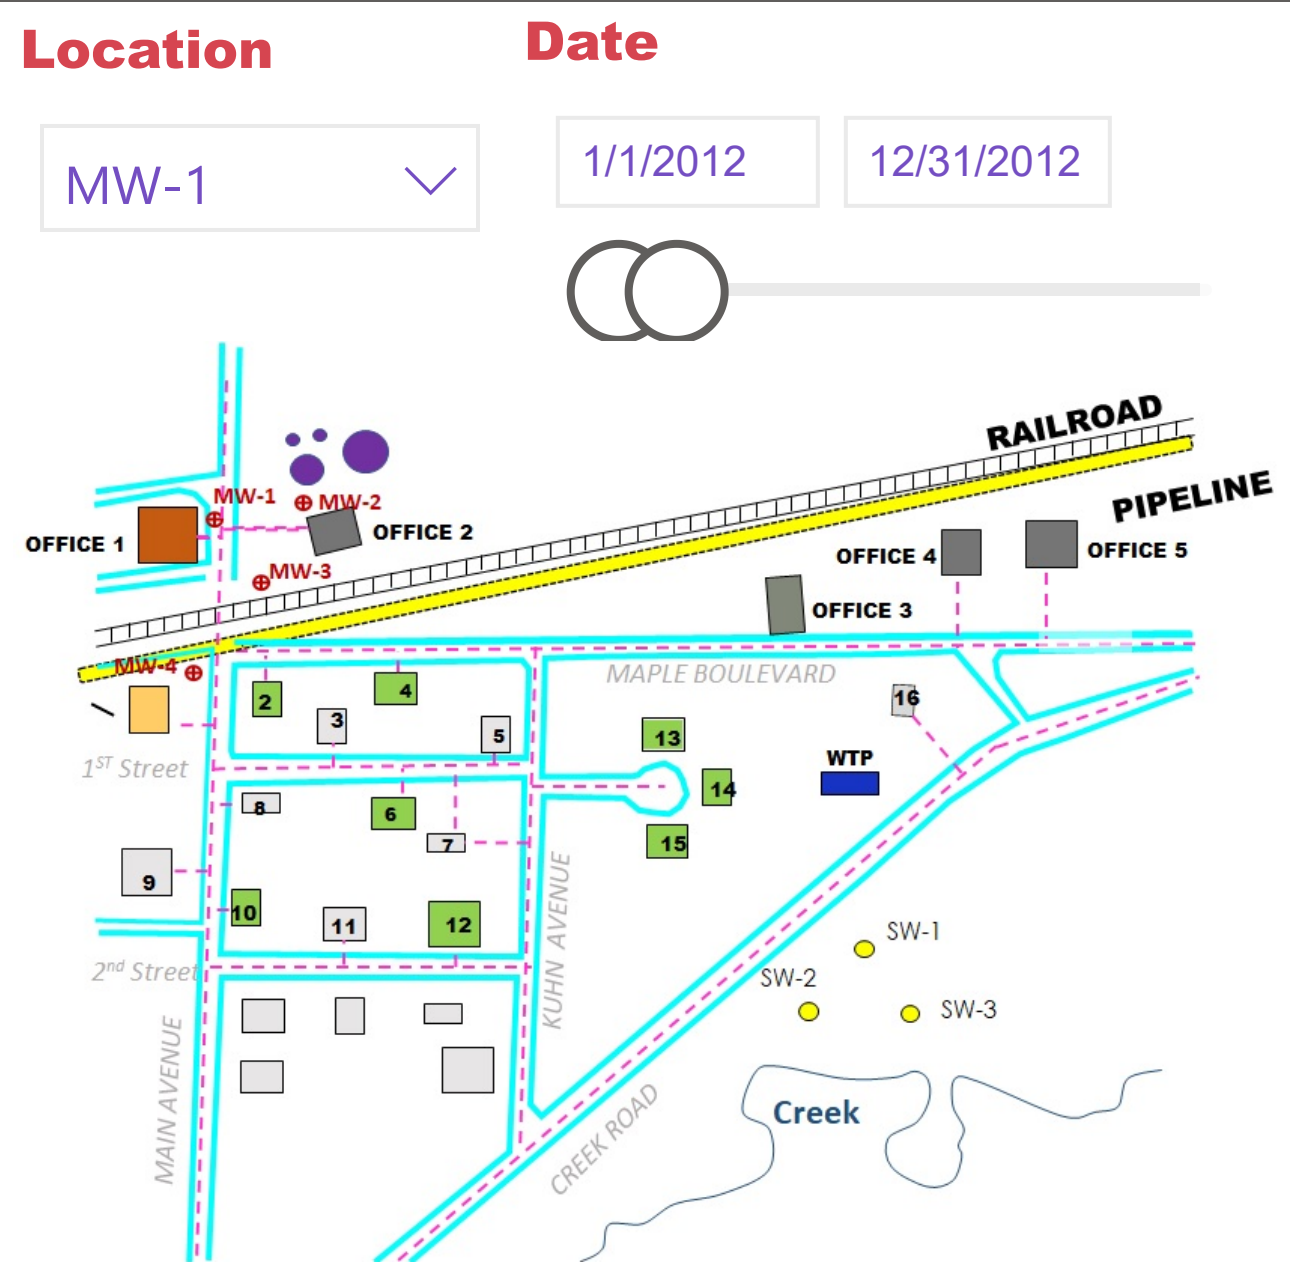 Location
Date
MW-1
1/1/2012
12/31/2012
RAILROAD
PIPELINE
MW-1
MW-2
OFFICE 1
OFFICE 2
MW-3
OFFICE 4
OFFICE 5
OFFICE 3
MW-4
MAPLE BOULEVARD
2
4
3
5
16
13
1ST Street
WTP
14
8
6
7
15
9
10
11
12
KUHN AVENUE
SW-1
2nd Street
SW-2
SW-3
MAIN AVENUE
CREEK ROAD
Creek